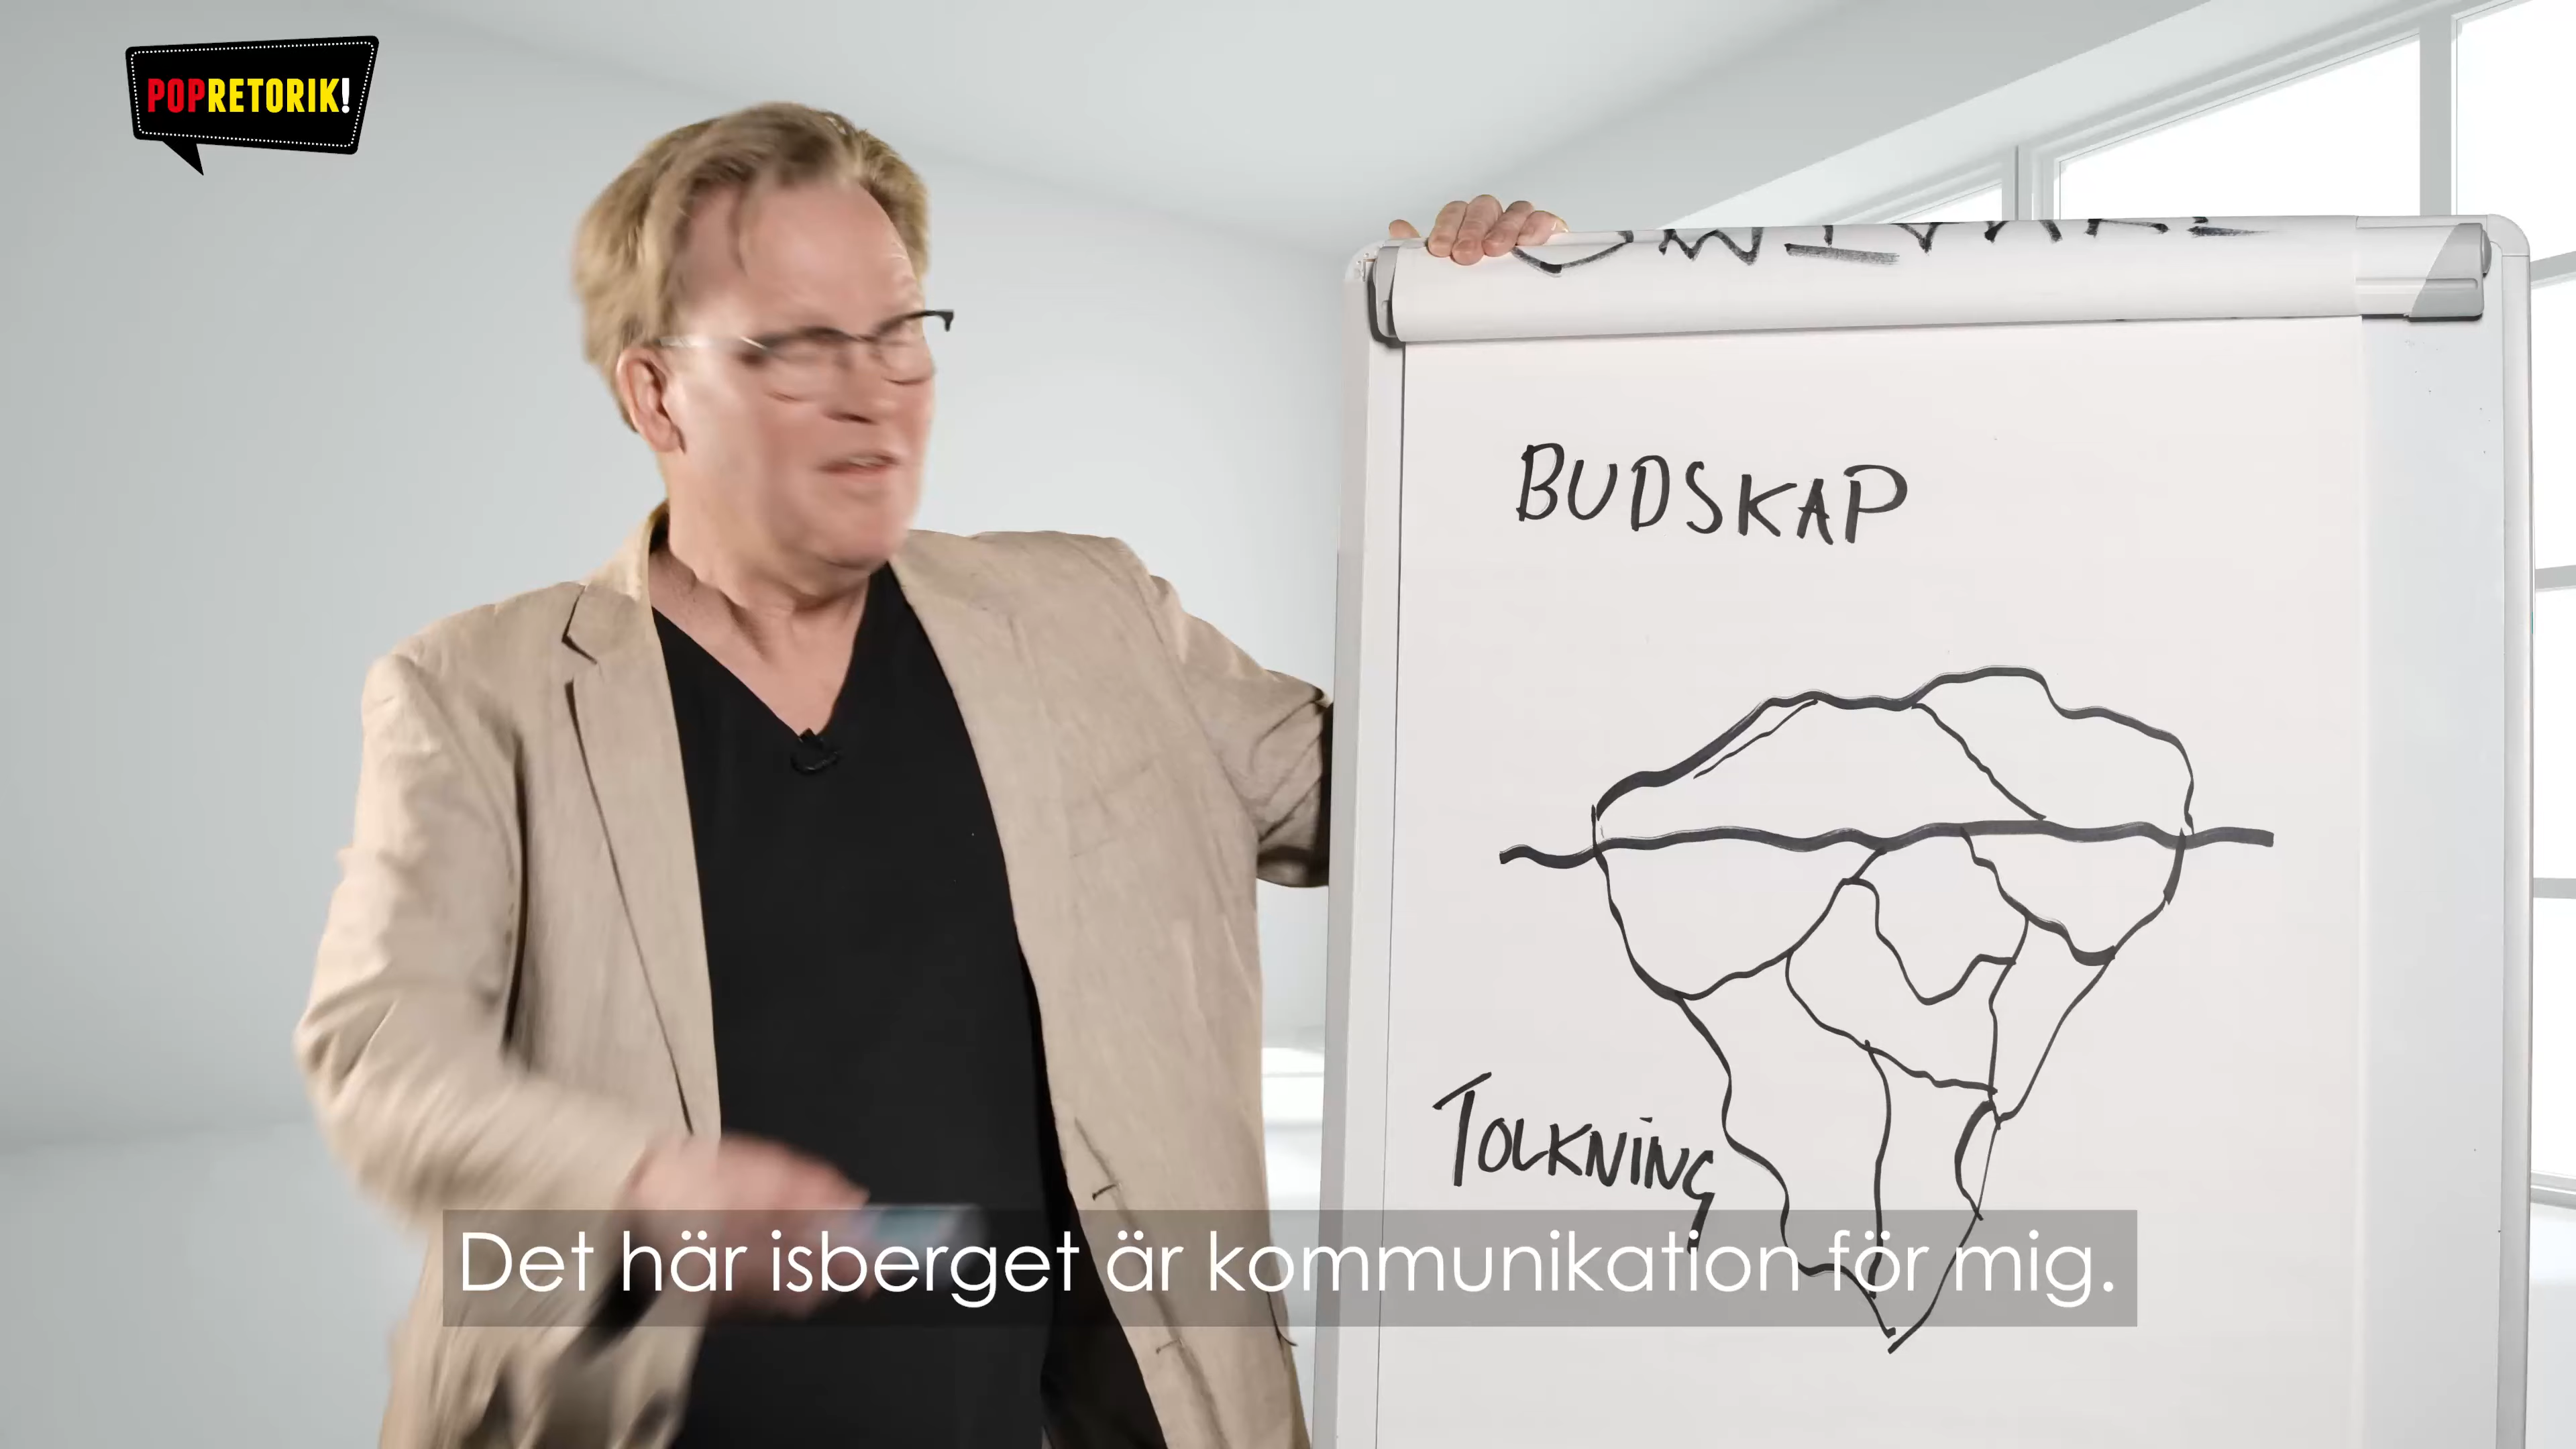 POPRETORIK!
BUDSKAP
TOLKNING
Det här isberget är kommunikation för mig.